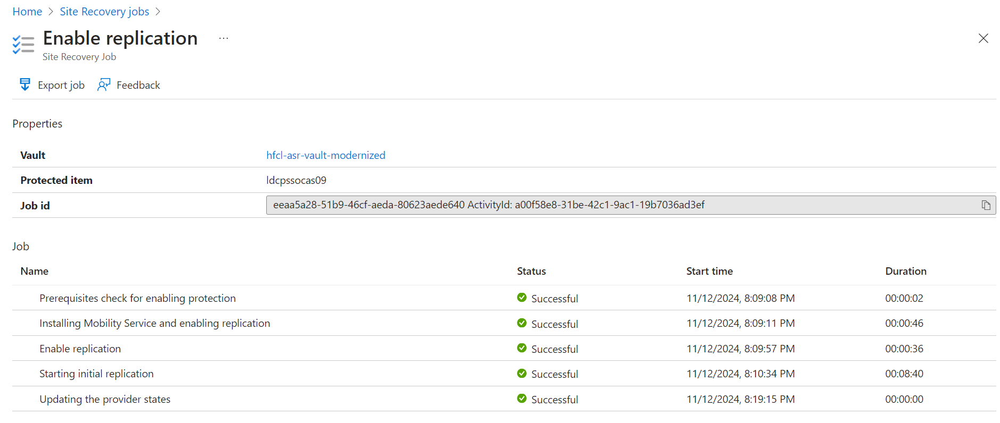 Home > Site Recovery jobs >
Enable replication ...
Site Recovery Job
Export job Feedback
Properties
Vault hfcl-asr-vault-modernized
Protected item ldcpssocas09
Job id eeaa5a28-51b9-46cf-aeda-80623aede640 ActivityId: a00f58e8-31be-42c1-9ac1-19b7036ad3ef
Job
Name Status Start time Duration
Prerequisites check for enabling protection Successful 11/12/2024, 8:09:08 PM 00:00:02
Installing Mobility Service and enabling replication Successful 11/12/2024, 8:09:11 PM 00:00:46
Enable replication Successful 11/12/2024, 8:09:57 PM 00:00:36
Starting initial replication Successful 11/12/2024, 8:10:34 PM 00:08:40
Updating the provider states Successful 11/12/2024, 8:19:15 PM 00:00:00